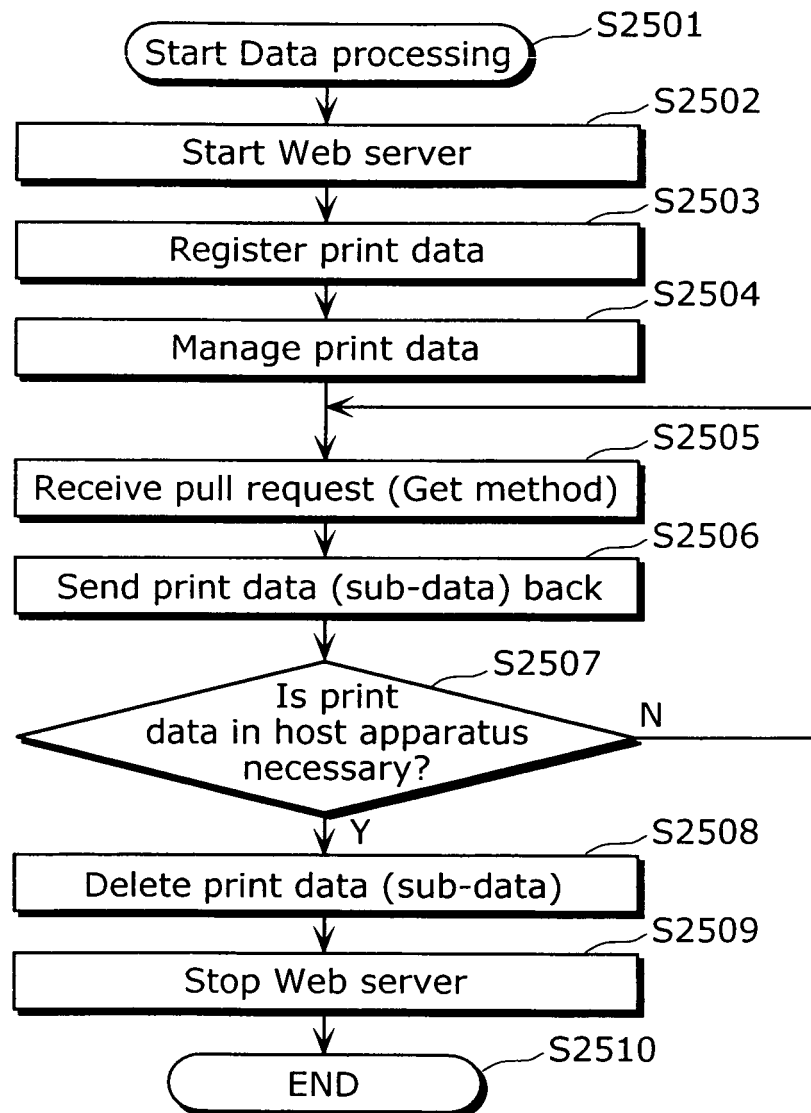 Start Data processing
S2501
S2502
Start Web server
S2503
Register print data
S2504
Manage print data
S2505
Receive pull request (Get method)
S2506
Send print data (sub-data) back
S2507
Is print
data in host apparatus
necessary?
N
Y
S2508
Delete print data (sub-data)
S2509
Stop Web server
S2510
END